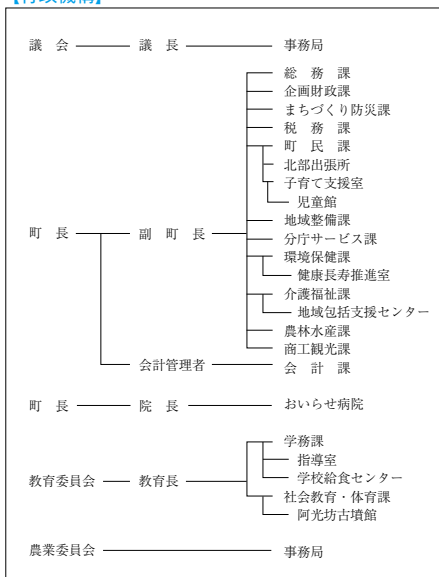 議会 議長 事務局
総務課
企画財政課
まちづくり防災課
税務課
町民課
北部出張所
子育て支援室
児童館
地域整備課
町長 副町長 分庁サービス課
環境保健課
健康長寿推進室
介護福祉課
地域包括支援センター
農林水産課
商工観光課
会計管理者 会計課
町長 院長 おいらせ病院
学務課
指導室
教育委員会 教育長 学校給食センター
社会教育・体育課
阿光坊古墳館
農業委員会 事務局